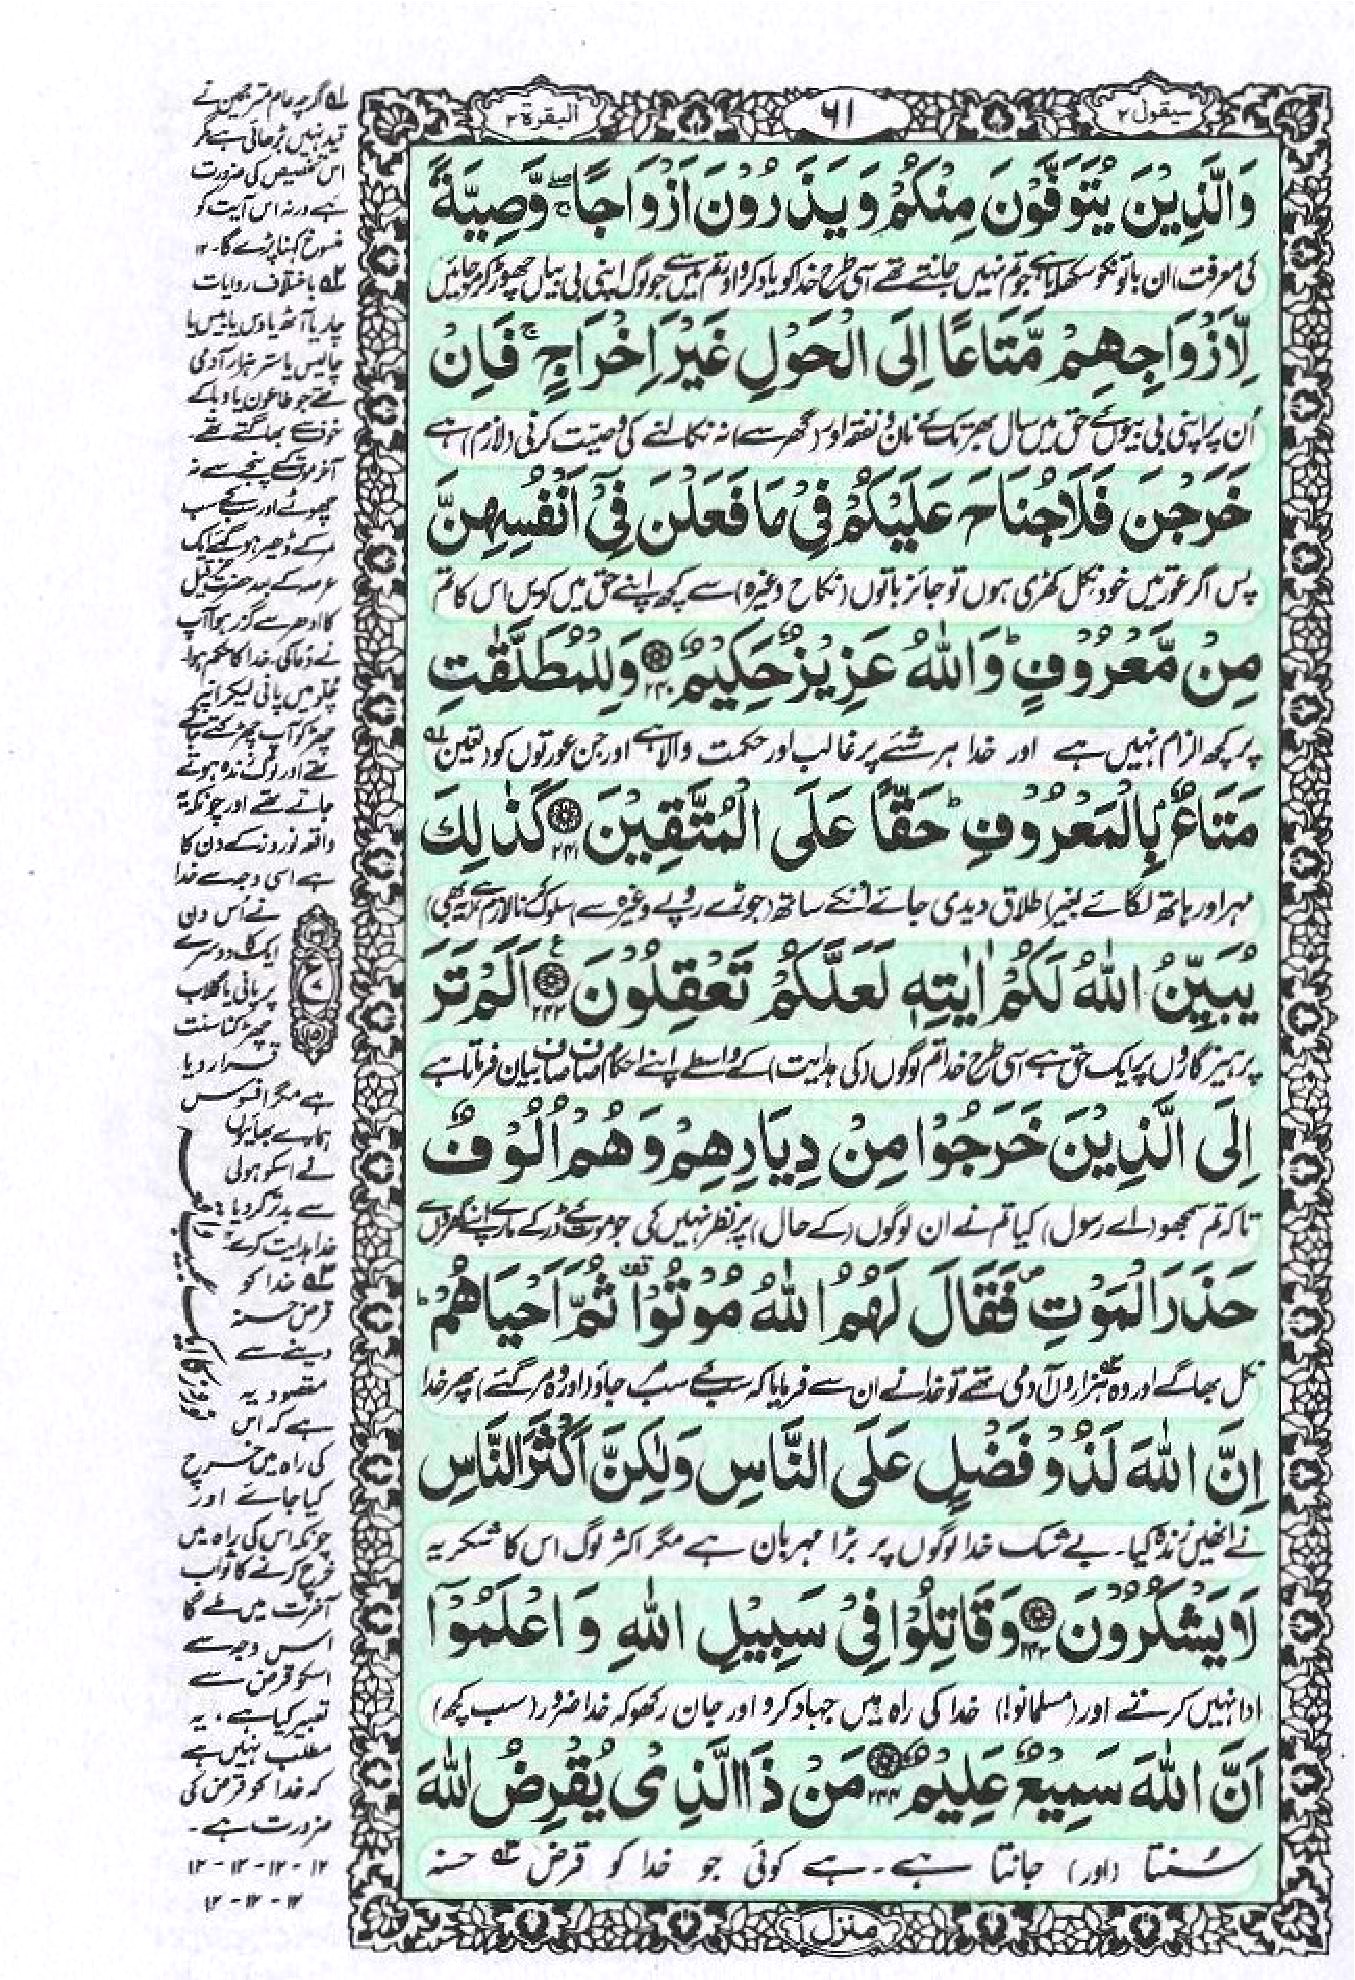 سيقول ٢
٦١
البقرة ٢
وَالَّذِيْنَ يُتَوَفَّوْنَ مِنْكُمْ وَيَذَرُوْنَ اَزْوَاجًا ۖۚ وَّصِيَّةً
کی معرفت) ان باتوں کو سکھایا ہے جو تم نہیں جانتے تھے اسی طرح خدا کو یاد کرو اور تم میں سے جو لوگ اپنی بی بیاں چھوڑ کر مر جائیں
لِّاَزْوَاجِهِمْ مَّتَاعًا اِلَى الْحَوْلِ غَيْرَ اِخْرَاجٍ ۚ فَاِنْ
اُن پر اپنی بی بیوں کے حق میں سال بھر تک کے نان و نفقہ اور (گھر سے) نہ نکالنے کی وصیت کرنی (لازم) ہے
خَرَجْنَ فَلَا جُنَاحَ عَلَيْكُمْ فِيْ مَا فَعَلْنَ فِيْۤ اَنْفُسِهِنَّ
پس اگر عورتیں خود نکل کھڑی ہوں تو جائز باتوں (نکاح وغیرہ) سے کچھ اپنے حق میں کریں اس کا تم
مِنْ مَّعْرُوْفٍ ؕ وَاللّٰهُ عَزِيْزٌ حَكِيْمٌ ۝٢٤٠ وَلِلْمُطَلَّقٰتِ
پر کچھ الزام نہیں ہے اور خدا ہر شئے پر غالب اور حکمت والا ہے اور جن عورتوں کو (تعین ؎۱
مَتَاعٌۢ بِالْمَعْرُوْفِ ؕ حَقًّا عَلَى الْمُتَّقِيْنَ ۝٢٤١ كَذٰلِكَ
مہر اور ہاتھ لگائے بغیر) طلاق دیدی جائے انکے ساتھ (جوڑے روپے وغیرہ سے) سلوک کرنا لازم ہے (یہ بھی)
يُبَيِّنُ اللّٰهُ لَكُمْ اٰيٰتِهٖ لَعَلَّكُمْ تَعْقِلُوْنَ ۝٢٤٢ ع اَلَمْ تَرَ
پرہیزگاروں پر ایک حق ہے اسی طرح خدا تم لوگوں (کی ہدایت) کے واسطے اپنے احکام صاف صاف بیان فرماتا ہے
اِلَى الَّذِيْنَ خَرَجُوْا مِنْ دِيَارِهِمْ وَهُمْ اُلُوْفٌ
تاکہ تم سمجھو (اے رسول) کیا تم نے ان لوگوں (کے حال) پر نظر نہیں کی جو موت کے ڈر کے مارے اپنے گھروں سے
حَذَرَ الْمَوْتِ ۪ فَقَالَ لَهُمُ اللّٰهُ مُوْتُوْا ۫ ثُمَّ اَحْيَاهُمْ ؕ
نکل بھاگے اور وہ ؎۲ ہزاروں آدمی تھے تو خدا نے ان سے فرمایا کہ سب کے سب مر جاؤ (اور وہ مر گئے) پھر خدا
اِنَّ اللّٰهَ لَذُوْ فَضْلٍ عَلَى النَّاسِ وَلٰكِنَّ اَكْثَرَ النَّاسِ
نے انھیں زندہ کیا۔ بے شک خدا لوگوں پر بڑا مہربان ہے مگر اکثر لوگ اس کا شکریہ
لَا يَشْكُرُوْنَ ۝٢٤٣ وَقَاتِلُوْا فِيْ سَبِيْلِ اللّٰهِ وَاعْلَمُوْۤا
ادا نہیں کرتے اور (مسلمانو!) خدا کی راہ میں جہاد کرو اور جان رکھو کہ خدا ضرور (سب کچھ)
اَنَّ اللّٰهَ سَمِيْعٌ عَلِيْمٌ ۝٢٤٤ مَنْ ذَا الَّذِيْ يُقْرِضُ اللّٰهَ
سُنتا (اور) جانتا ہے۔ ہے کوئی جو خدا کو قرض ؎۳ حسنہ
منزل ١
؎۱ اگرچہ عام مترجمین نے
قید نہیں بڑھائی ہے مگر
اس تخصیص کی ضرورت
ہے ورنہ اس آیت کو
منسوخ کہنا پڑے گا۔ ۱۲
؎۲ باختلاف روایات
چار یا آٹھ یا دس یا بیس یا
چالیس یا ستر ہزار آدمی
تھے جو طاعون یا وبا کے
خوف سے بھاگتے تھے۔
آخر موت کے پنجے سے نہ
چھوٹے اور سب کے سب
مر کے ڈھیر ہو گئے ایک
عرصہ کے بعد حضرت حزقیل
کا ادھر سے گزر ہوا آپ
نے دُعا کی۔ خدا کا حکم ہوا۔
چُلّو میں پانی لیکر انپر
چھڑکو آپ چھڑکتے جاتے
تھے اور لوگ زندہ ہوتے
جاتے تھے اور چونکہ یہ
واقعہ نوروز کے دن کا
ہے اسی وجہ سے خدا
نے اُس دن
ایک کا دوسرے
پر پانی یا گلاب
چھڑکنا سنت
قرار دیا
ہے مگر افسوس
ہمارے بھائیوں
نے اسکو ہولی
سے بدتر کر دیا ہے
خدا ہدایت کرے۔
؎۳ خدا کو
قرض حسنہ
دینے سے
مقصود یہ
ہے کہ اس
کی راہ میں خرچ
کیا جائے اور
چونکہ اس کی راہ میں
خرچ کرنے کا ثواب
آخرت میں ملے گا
اس وجہ سے
اسکو قرض سے
تعبیر کیا ہے، یہ
مطلب نہیں ہے
کہ خدا کو قرض کی
ضرورت ہے۔
۱۲ - ۱۲ - ۱۲ - ۱۲
۱۲ - ۱۲ - ۱۲